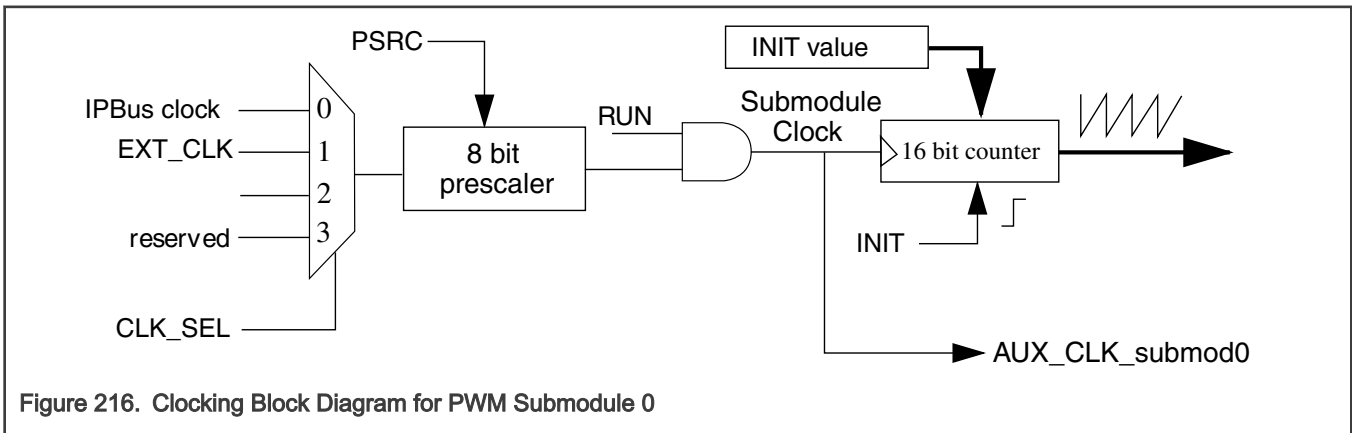 PSRC
INIT value
IPBus clock
0
EXT_CLK
1
2
reserved
3
CLK_SEL
8 bit
prescaler
RUN
Submodule
Clock
16 bit counter
INIT
AUX_CLK_submod0
Figure 216. Clocking Block Diagram for PWM Submodule 0